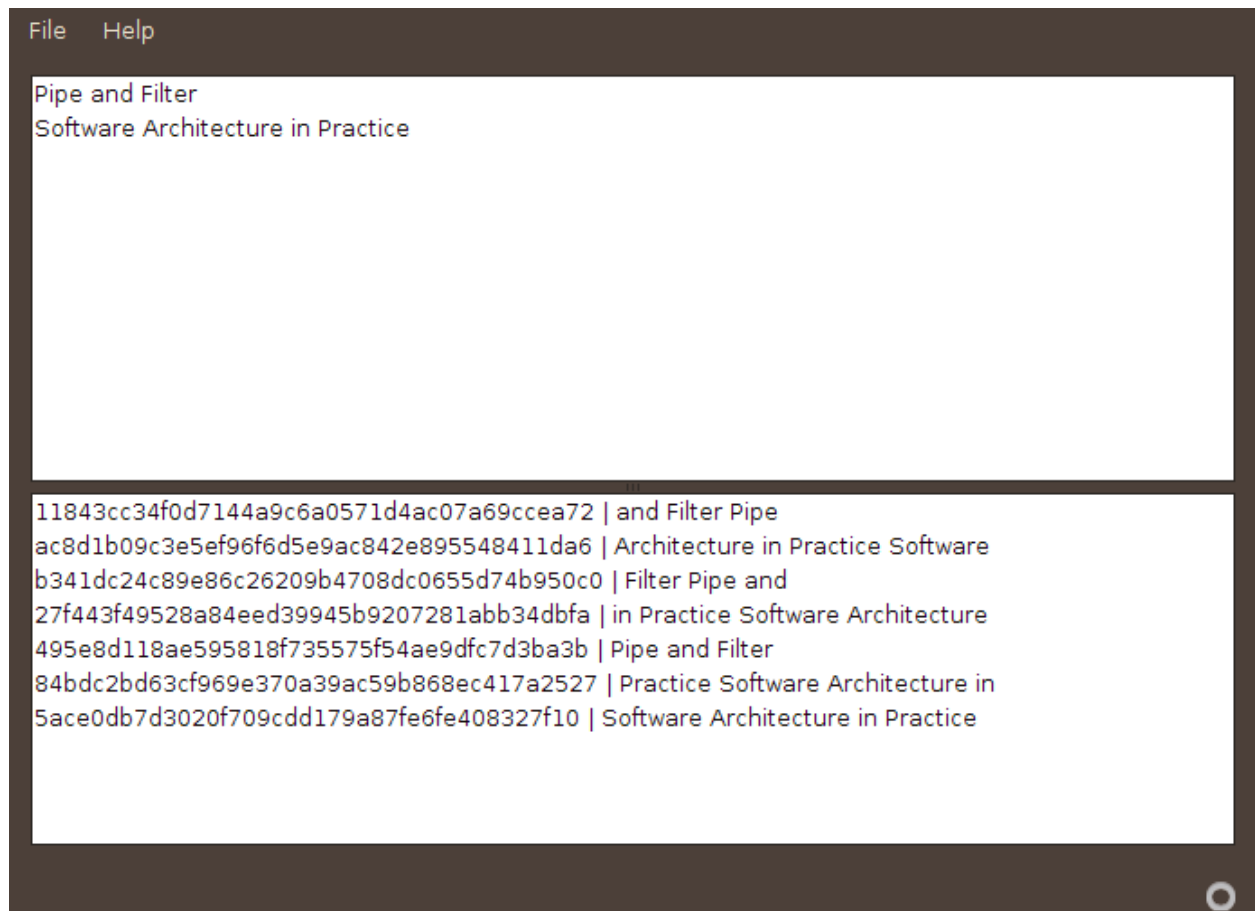 File Help
Pipe and Filter
Software Architecture in Practice
11843cc34f0d7144a9c6a0571d4ac07a69ccea72 | and Filter Pipe
ac8d1b09c3e5ef96f6d5e9ac842e895548411da6 | Architecture in Practice Software
b341dc24c89e86c26209b4708dc0655d74b950c0 | Filter Pipe and
27f443f49528a84eed39945b9207281abb34dbfa | in Practice Software Architecture
495e8d118ae595818f735575f54ae9dfc7d3ba3b | Pipe and Filter
84bdc2bd63cf969e370a39ac59b868ec417a2527 | Practice Software Architecture in
5ace0db7d3020f709cdd179a87fe6fe408327f10 | Software Architecture in Practice